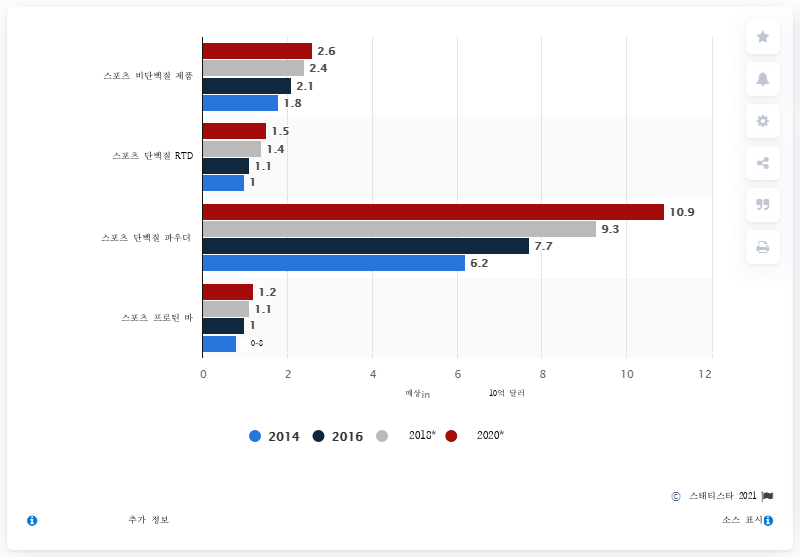 2.6
스포츠 비단백질 제품
2.4
2.1
1.8
1.5
스포츠 단백질 RTD
1.4
1.1
1
10.9
스포츠 단백질 파우더
9.3
7.7
6.2
1.2
스포츠 프로틴 바
1.1
1
0-8
0 2 4 6 8 10 12
매상in 10억 달러
2014 2016 2018* 2020*
© 스태티스타 2021
추가 정보 소스 표시